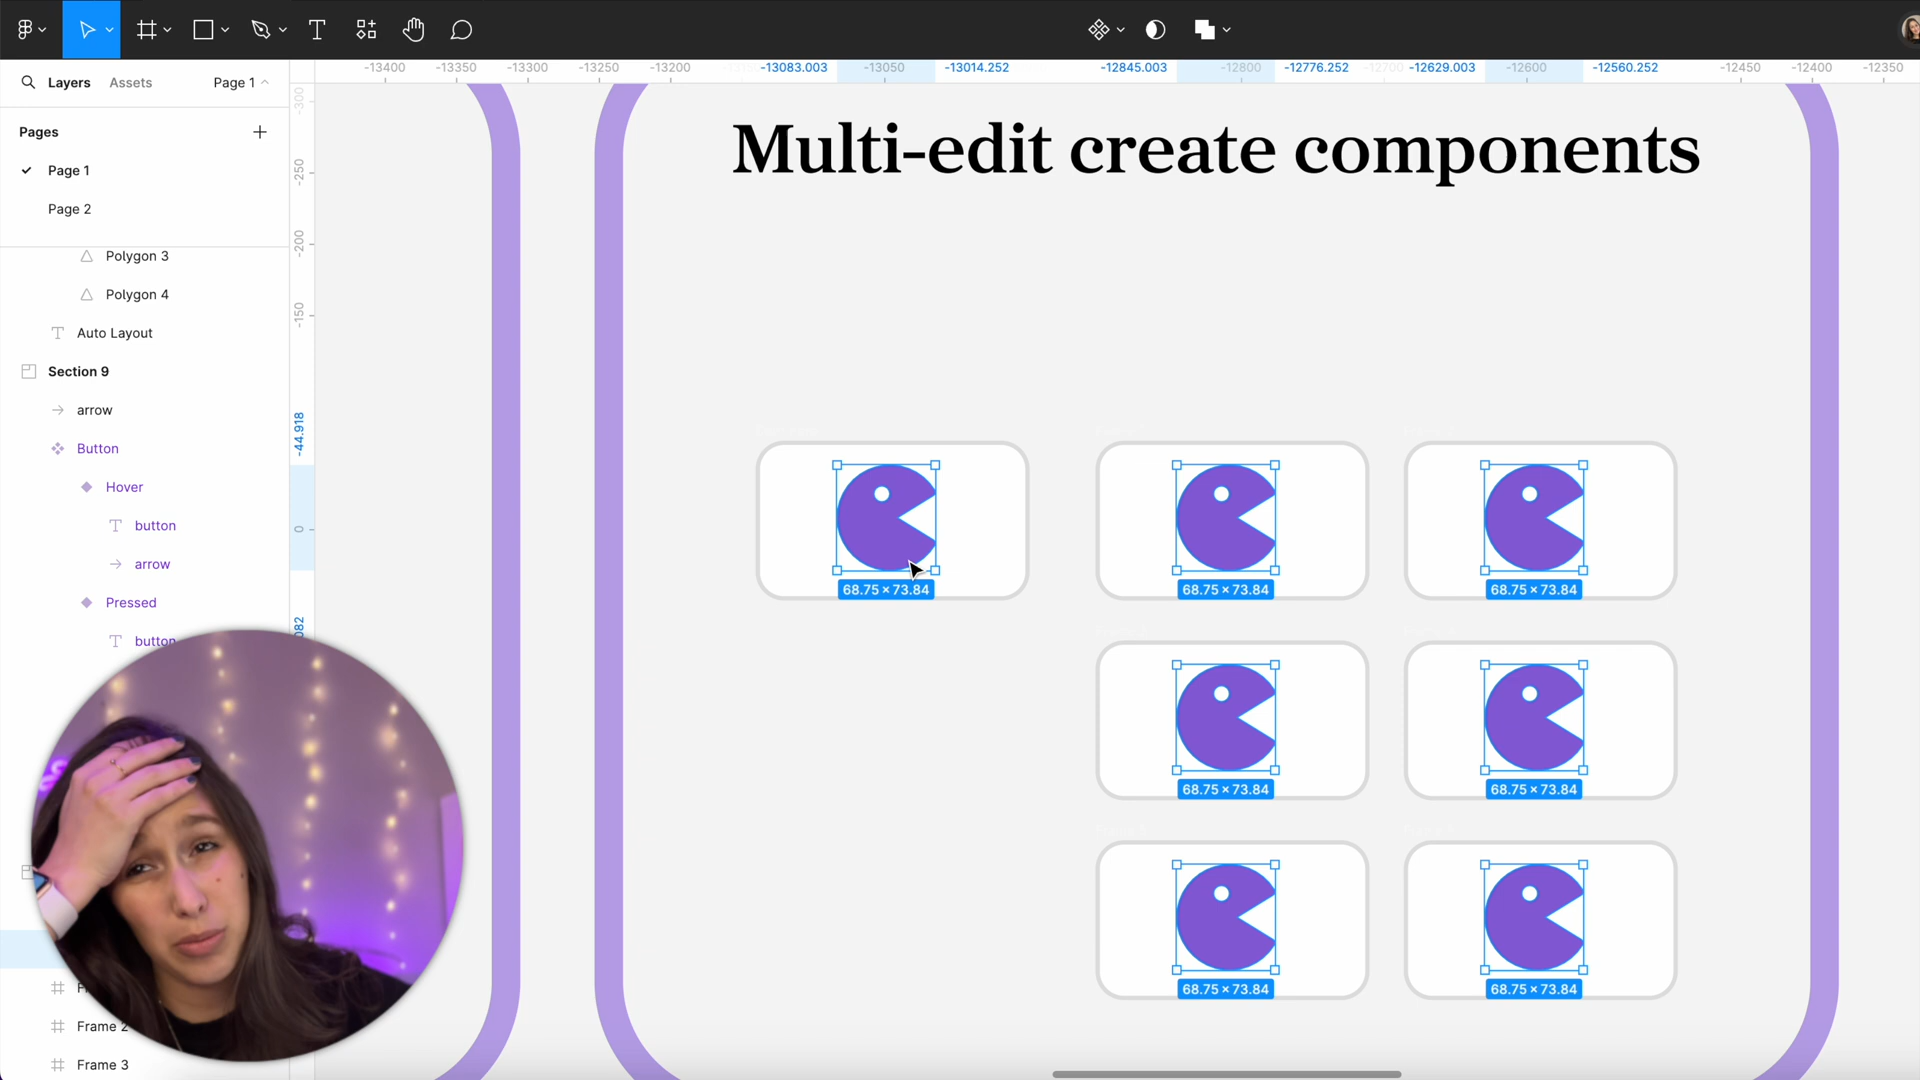 Layers
Assets
Page 1
Pages
Page 1
Page 2
Polygon 3
Polygon 4
Auto Layout
Section 9
arrow
Button
Hover
button
arrow
Pressed
button
Frame 2
Frame 3
-13400
-13350
-13300
-13250
-13200
-13083.003
-13050
-13014.252
-12845.003
-12800
-12776.252
-12700
-12629.003
-12600
-12560.252
-12450
-12400
-12350
-300
-250
-200
-150
-44.918
0
082
Multi-edit create components
68.75 × 73.84
68.75 × 73.84
68.75 × 73.84
68.75 × 73.84
68.75 × 73.84
68.75 × 73.84
68.75 × 73.84